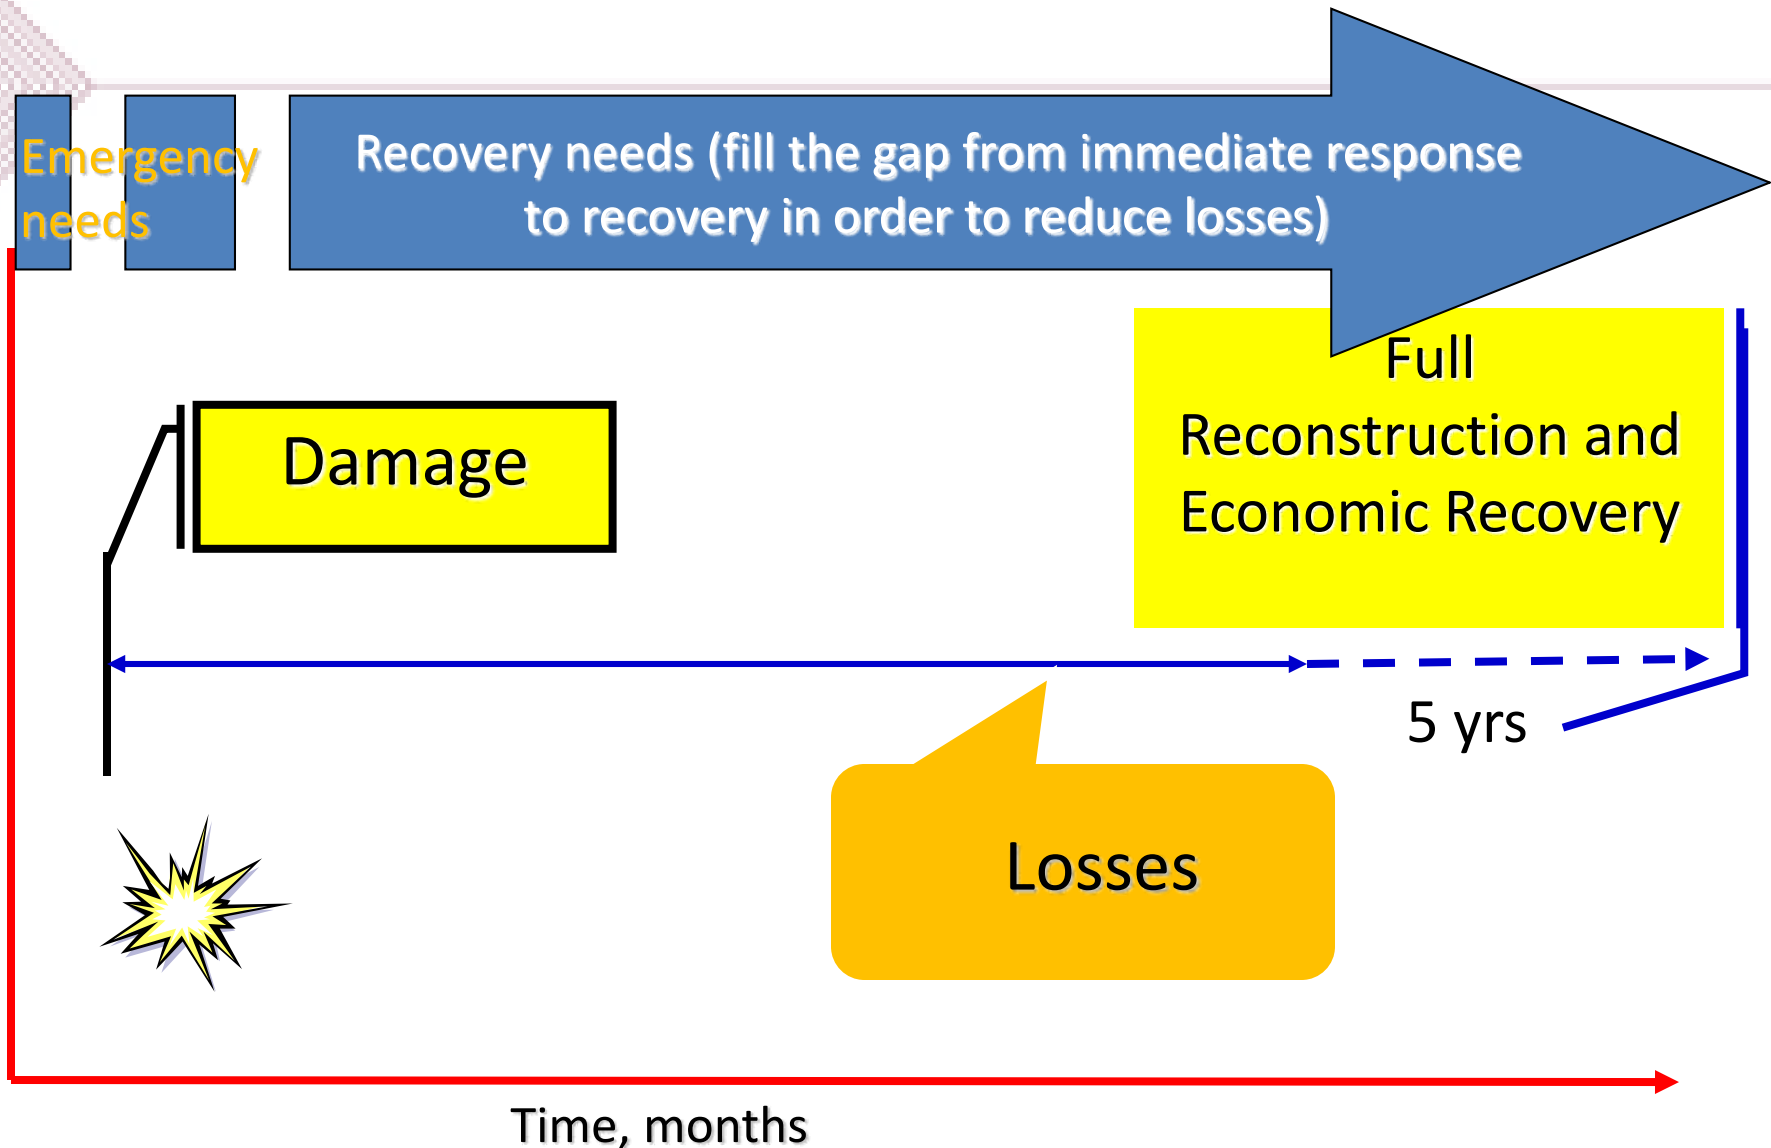 Emergency
needs
Recovery needs (fill the gap from immediate response
to recovery in order to reduce losses)
Damage
Full
Reconstruction and
Economic Recovery
5 yrs
Losses
Time, months